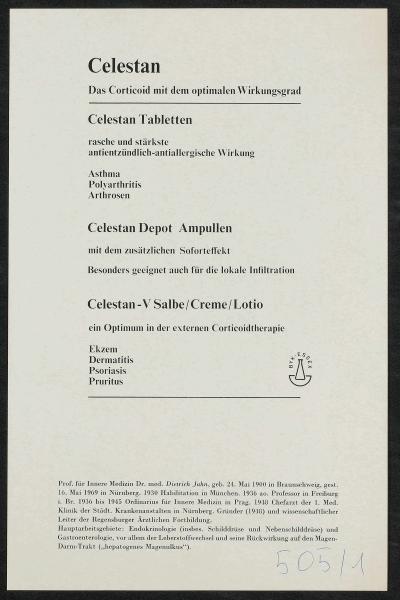 Celestan
Das Corticoid mit dem optimalen Wirkungsgrad
Celestan Tabletten
rasche und stärkste
antientzündlich-antiallergische Wirkung
Asthma
Polyarthritis
Arthrosen
Celestan Depot Ampullen
mit dem zusätzlichen Soforteffekt
Besonders geeignet auch für die lokale Infiltration
Celestan-V Salbe/Creme/Lotio
ein Optimum in der externen Corticoidtherapie
Ekzem
Dermatitis
Psoriasis
Pruritus
BYK-ESSEX
Prof. für Innere Medizin Dr. med. Dietrich Jahn, geb. 24. Mai 1900 in Braunschweig, gest.
16. Mai 1969 in Nürnberg. 1930 Habilitation in München. 1936 ao. Professor in Freiburg
i. Br. 1936 bis 1945 Ordinarius für Innere Medizin in Prag. 1948 Chefarzt der 1. Med.
Klinik der Städt. Krankenanstalten in Nürnberg. Gründer (1948) und wissenschaftlicher
Leiter der Regensburger Ärztlichen Fortbildung.
Hauptarbeitsgebiete: Endokrinologie (insbes. Schilddrüse und Nebenschilddrüse) und
Gastroenterologie, vor allem der Leberstoffwechsel und seine Rückwirkung auf den Magen-
Darm-Trakt („hepatogenes Magenulkus“).
505/1